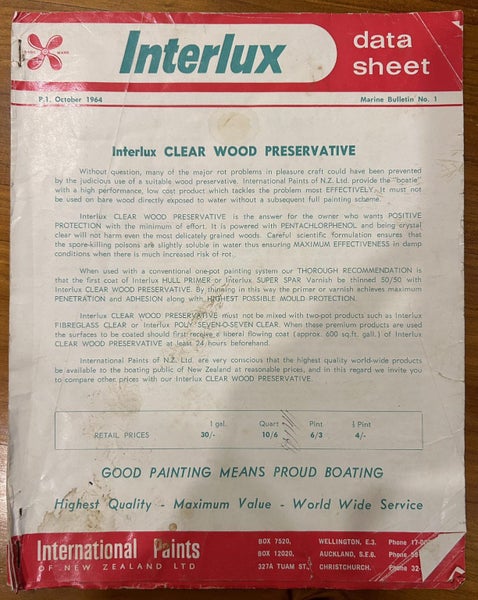 TRADE MARK
Interlux
data
sheet
P.1. October 1964
Marine Bulletin No. 1
Interlux CLEAR WOOD PRESERVATIVE
Without question, many of the major rot problems in pleasure craft could have been prevented
by the judicious use of a suitable wood preservative. International Paints of N.Z. Ltd. provide the "boatie"
with a high performance, low cost product which tackles the problem most EFFECTIVELY. It must not
be used on bare wood directly exposed to water without a subsequent full painting scheme.
Interlux CLEAR WOOD PRESERVATIVE is the answer for the owner who wants POSITIVE
PROTECTION with the minimum of effort. It is powered with PENTACHLORPHENOL and being crystal
clear will not harm even the most delicately grained woods. Careful scientific formulation ensures that
the spore-killing poisons are slightly soluble in water thus ensuring MAXIMUM EFFECTIVENESS in damp
conditions when there is much increased risk of rot.
When used with a conventional one-pot painting system our THOROUGH RECOMMENDATION is
that the first coat of Interlux HULL PRIMER or Interlux SUPER SPAR Varnish be thinned 50/50 with
Interlux CLEAR WOOD PRESERVATIVE. By thinning in this way the primer or varnish achieves maximum
PENETRATION and ADHESION along with HIGHEST POSSIBLE MOULD PROTECTION.
Interlux CLEAR WOOD PRESERVATIVE must not be mixed with two-pot products such as Interlux
FIBREGLASS CLEAR or Interlux POLY SEVEN-O-SEVEN CLEAR. When these premium products are used
the surfaces to be coated should first receive a liberal flowing coat (approx. 600 sq. ft. gall.) of Interlux
CLEAR WOOD PRESERVATIVE at least 24 hours beforehand.
International Paints of N.Z. Ltd. are very conscious that the highest quality world-wide products
be available to the boating public of New Zealand at reasonable prices, and in this regard we invite you
to compare other prices with our Interlux CLEAR WOOD PRESERVATIVE.
1 gal. Quart Pint ½ Pint
RETAIL PRICES 30/- 10/6 6/3 4/-
GOOD PAINTING MEANS PROUD BOATING
Highest Quality - Maximum Value - World Wide Service
International Paints
OF NEW ZEALAND LTD
BOX 7520, WELLINGTON, E.3. Phone 17-
BOX 12020, AUCKLAND, S.E.6. Phone
327A TUAM ST., CHRISTCHURCH. Phone 32-